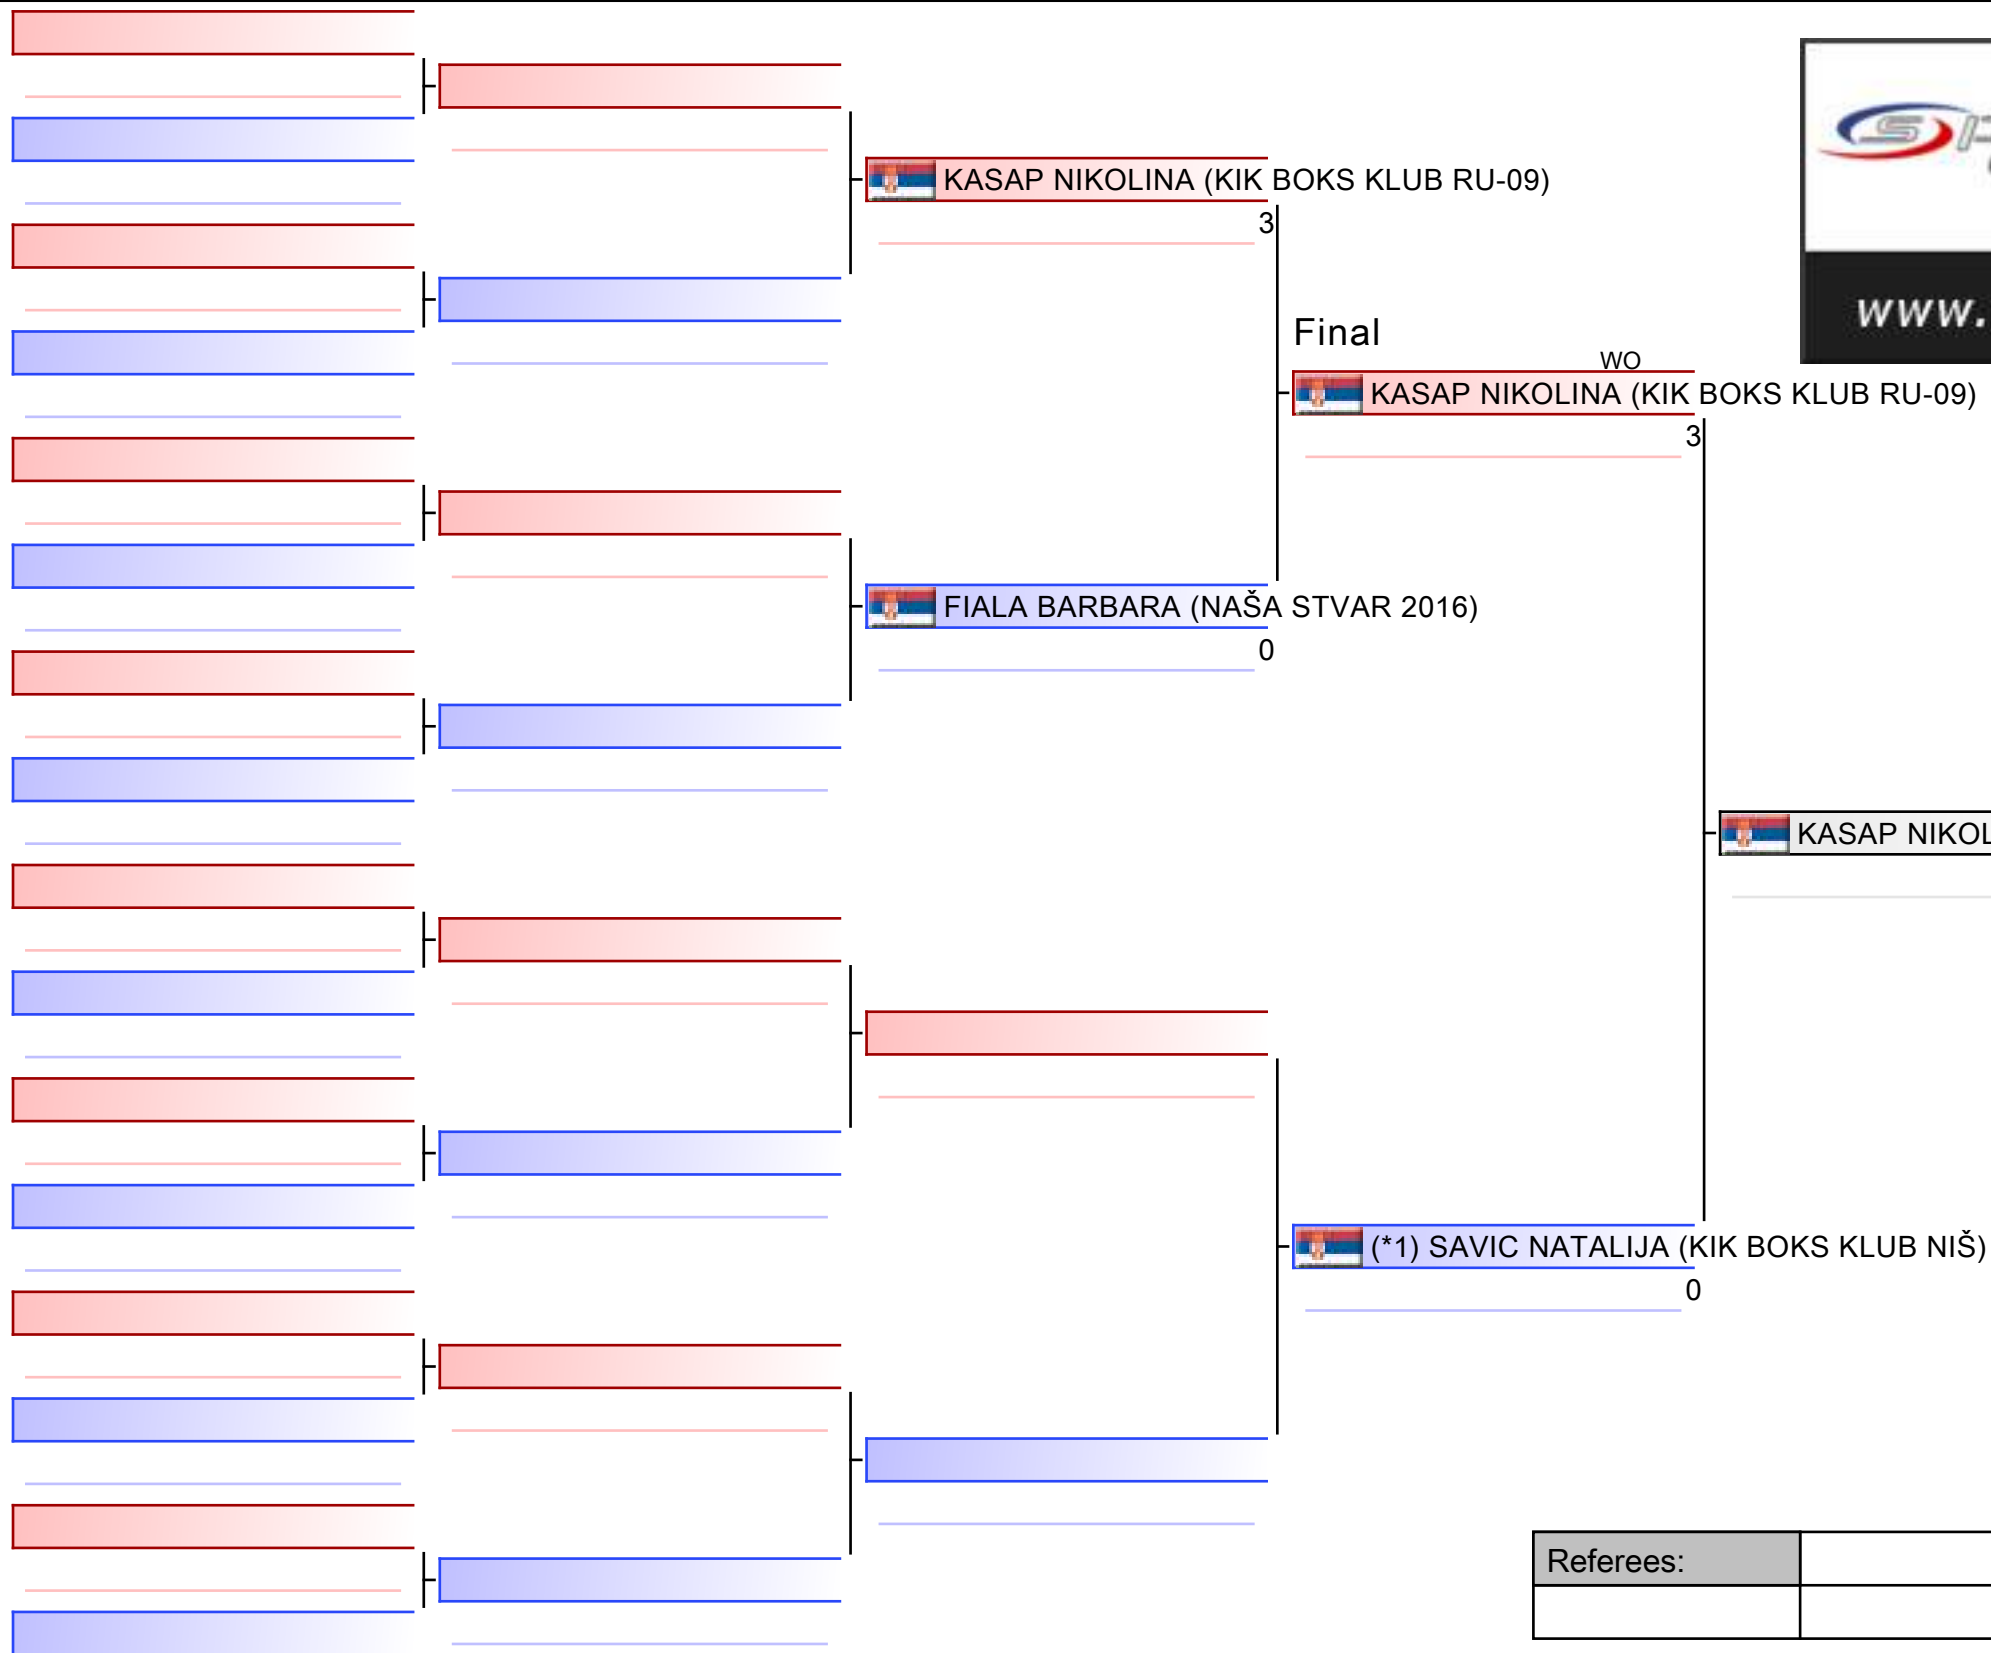 KASAP NIKOLINA (KIK BOKS KLUB RU-09)
3
Final
WO
KASAP NIKOLINA (KIK BOKS KLUB RU-09)
3
FIALA BARBARA (NAŠA STVAR 2016)
0
KASAP NIKOL
(*1) SAVIC NATALIJA (KIK BOKS KLUB NIŠ)
0
Referees:
www.